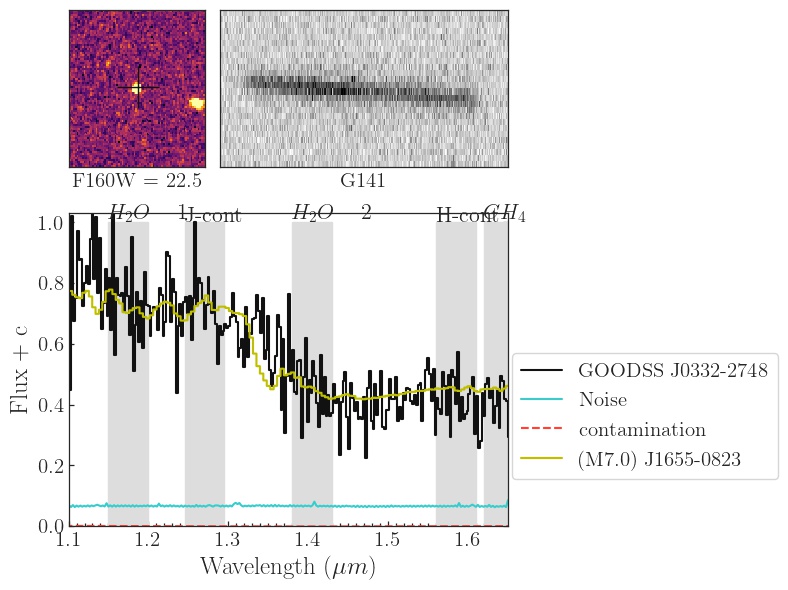 F160W = 22.5
G141
H2O 1
J-cont
H2O 2
H-cont
CH4
1.0
0.8
0.6
0.4
0.2
0.0
Flux + c
1.1
1.2
1.3
1.4
1.5
1.6
Wavelength (μm)
GOODSS J0332-2748
Noise
contamination
(M7.0) J1655-0823